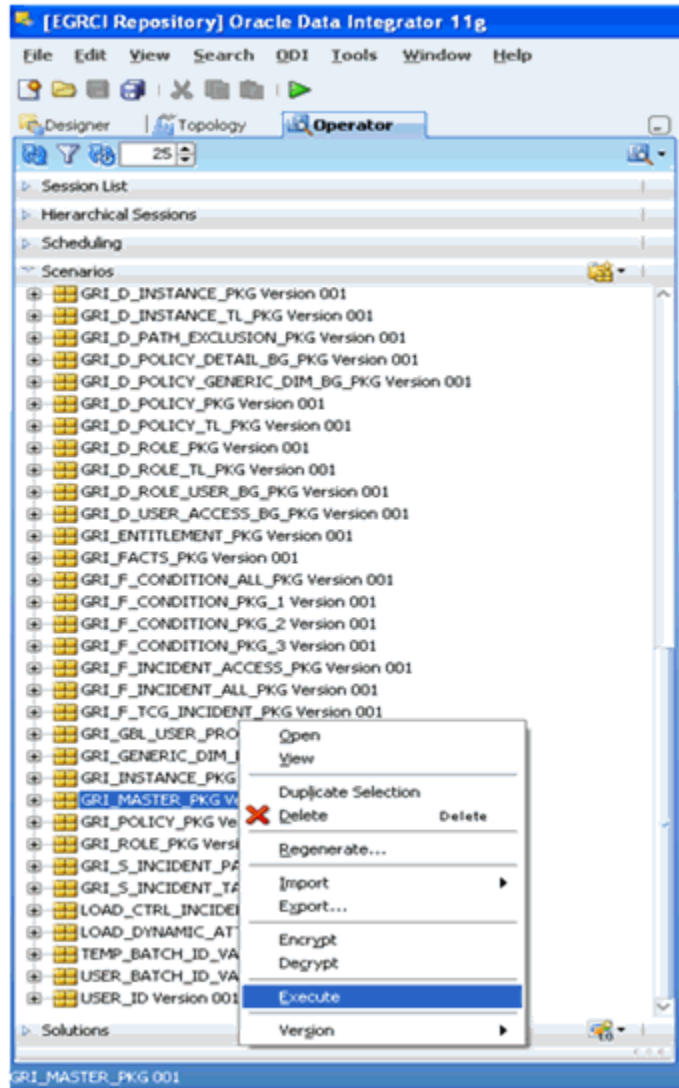 [EGRCI Repository] Oracle Data Integrator 11g
File Edit View Search ODI Tools Window Help
Designer Topology Operator
25
Session List
Hierarchical Sessions
Scheduling
Scenarios
GRI_D_INSTANCE_PKG Version 001
GRI_D_INSTANCE_TL_PKG Version 001
GRI_D_PATH_EXCLUSION_PKG Version 001
GRI_D_POLICY_DETAIL_BG_PKG Version 001
GRI_D_POLICY_GENERIC_DIM_BG_PKG Version 001
GRI_D_POLICY_PKG Version 001
GRI_D_POLICY_TL_PKG Version 001
GRI_D_ROLE_PKG Version 001
GRI_D_ROLE_TL_PKG Version 001
GRI_D_ROLE_USER_BG_PKG Version 001
GRI_D_USER_ACCESS_BG_PKG Version 001
GRI_ENTITLEMENT_PKG Version 001
GRI_FACTS_PKG Version 001
GRI_F_CONDITION_ALL_PKG Version 001
GRI_F_CONDITION_PKG_1 Version 001
GRI_F_CONDITION_PKG_2 Version 001
GRI_F_CONDITION_PKG_3 Version 001
GRI_F_INCIDENT_ACCESS_PKG Version 001
GRI_F_INCIDENT_ALL_PKG Version 001
GRI_F_TCG_INCIDENT_PKG Version 001
GRI_GBL_USER_PRO
GRI_GENERIC_DIM_
GRI_INSTANCE_PKG
GRI_MASTER_PKG Ve
GRI_POLICY_PKG Ve
GRI_ROLE_PKG Versi
GRI_S_INCIDENT_PA
GRI_S_INCIDENT_TA
LOAD_CTRL_INCIDE
LOAD_DYNAMIC_AT
TEMP_BATCH_ID_VA
USER_BATCH_ID_VA
USER_ID Version 001
Open
View
Duplicate Selection
Delete Delete
Regenerate...
Import
Export...
Encrypt
Decrypt
Execute
Version
Solutions
GRI_MASTER_PKG 001